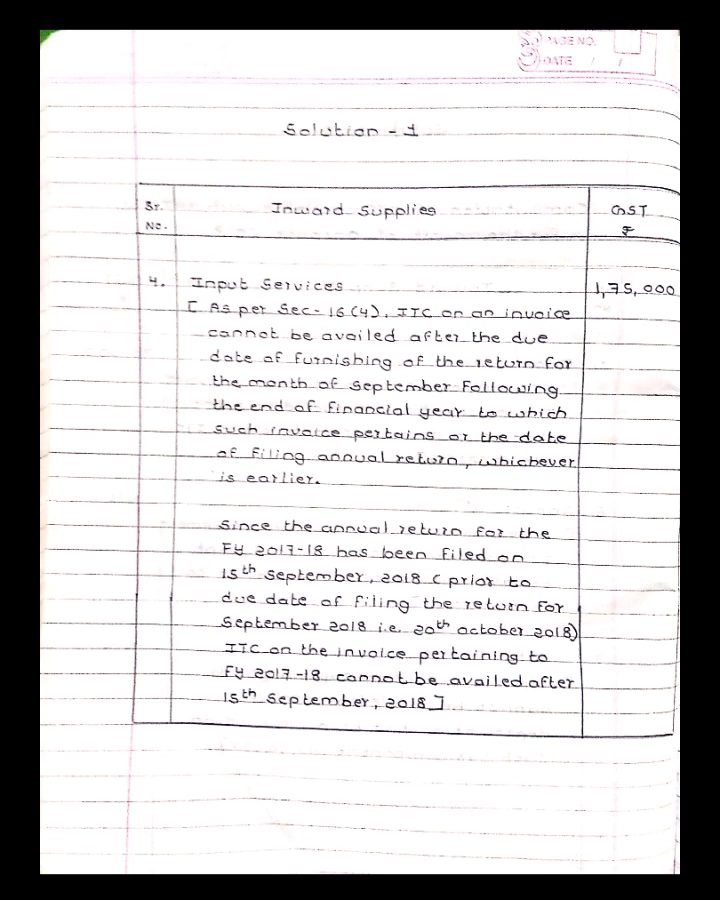 PAGE NO.
DATE / /
Solution - 1
Sr. No.
Inward Supplies
GST ₹
4. Input Services 1,75,000
[ As per Sec- 16(4), ITC on an invoice
cannot be availed after the due
date of furnishing of the return for
the month of September Following
the end of financial year to which
such invoice pertains or the date
of filing annual return, whichever
is earlier.
Since the annual return for the
FY 2017-18 has been filed on
15th September, 2018 ( prior to
due date of filing the return for
September 2018 i.e. 20th october 2018)
ITC on the invoice pertaining to
FY 2017-18 cannot be availed after
15th September, 2018 ]